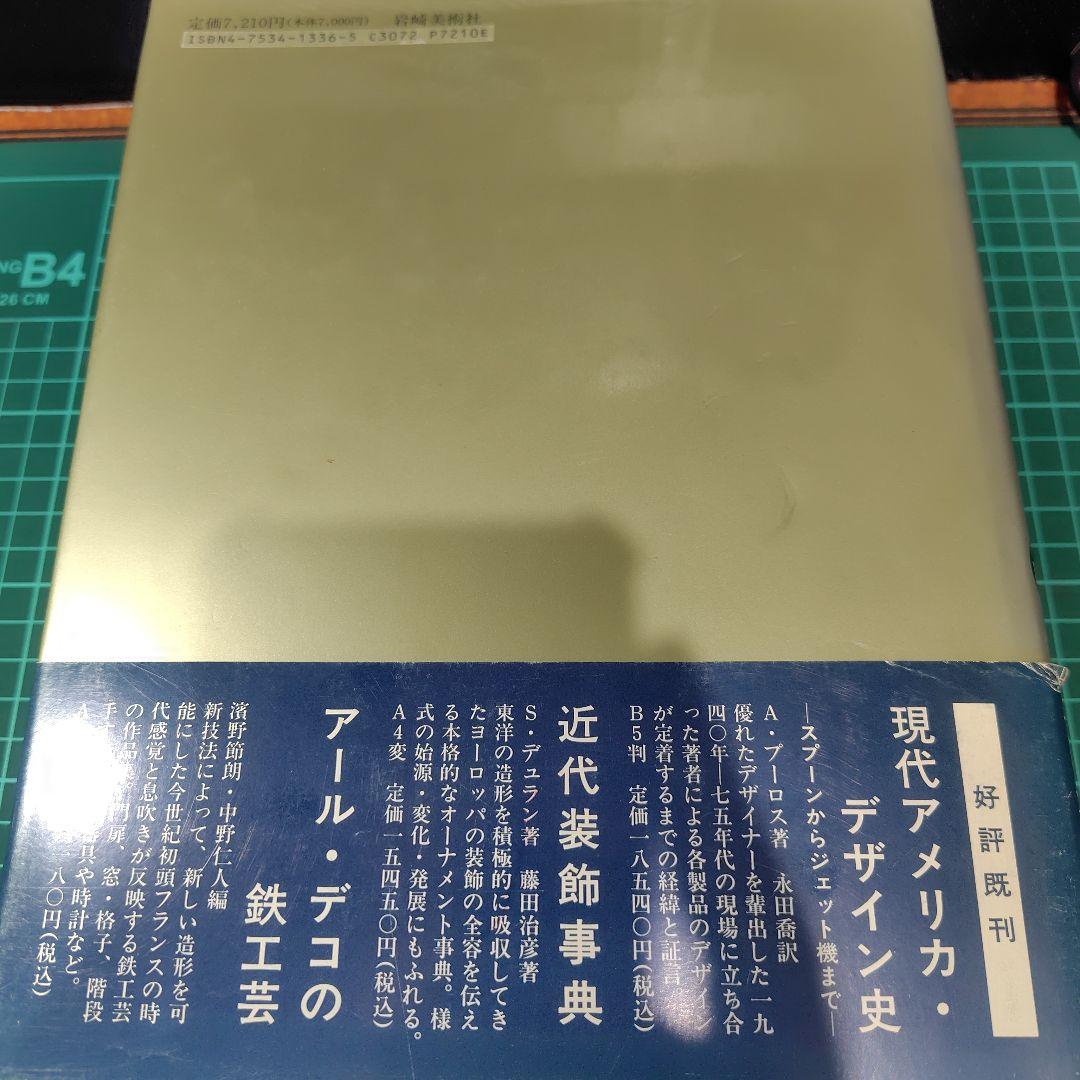 定価7,210円(本体7,000円) 岩崎美術社
ISBN4-7534-1336-5 C3072 P7210E
B4
26 CM
好評既刊
現代アメリカ・
デザイン史
―スプーンからジェット機まで―
A・プーロス著 永田喬訳
優れたデザイナーを輩出した一九
四〇年―七五年代の現場に立ち合
った著者による各製品のデザイン
が定着するまでの経緯と証言。
B5判 定価一八五四〇円(税込)
近代装飾事典
S・デュラン著 藤田治彦著
東洋の造形を積極的に吸収してき
たヨーロッパの装飾の全容を伝え
る本格的なオーナメント事典。様
式の始源・変化・発展にもふれる。
A4変 定価一五四五〇円(税込)
アール・デコの
鉄工芸
濱野節朗・中野仁人編
新技法によって、新しい造形を可
能にした今世紀初頭フランスの時
代感覚と息吹きが反映する鉄工芸
の作品集。門扉、窓・格子、階段
手 具や時計など。
八〇円(税込)